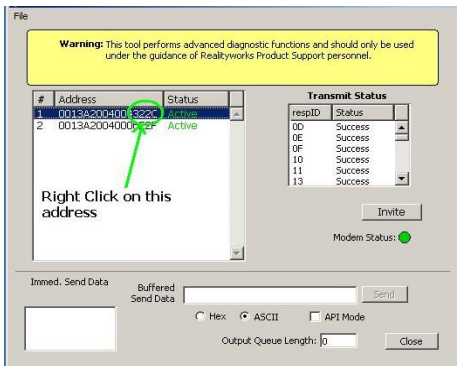 File
Warning: This tool performs advanced diagnostic functions and should only be used
under the guidance of Realityworks Product Support personnel.
Transmit Status
# Address Status
1 Active
2 Active
respID Status
0D Success
0E Success
0F Success
10 Success
11 Success
13 Success
Right Click on this
address
Invite
Modem Status:
Immed. Send Data
Buffered
Send Data
Send
Hex ASCII API Mode
Output Queue Length: 0
Close